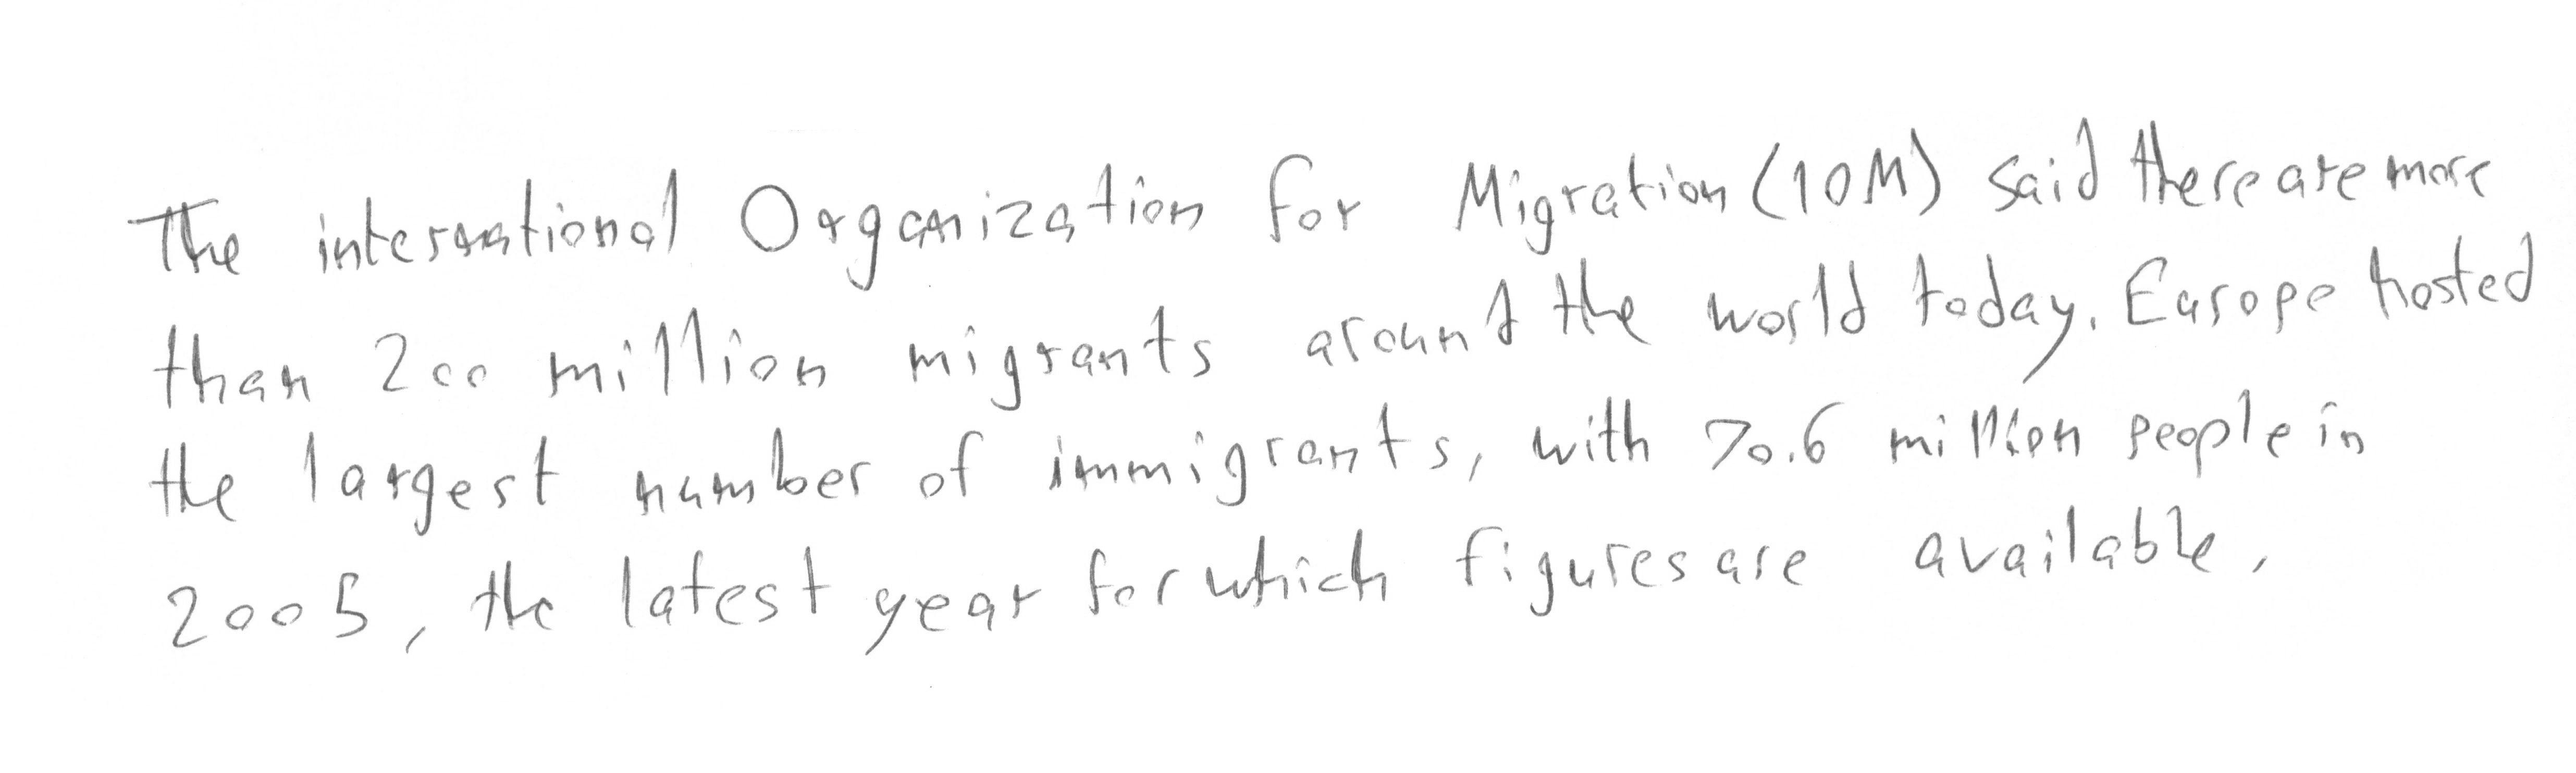 The international Organization for Migration (IOM) said there are more
than 200 million migrants around the world today. Europe hosted
the largest number of immigrants, with 70.6 million people in
2005, the latest year for which figures are available.